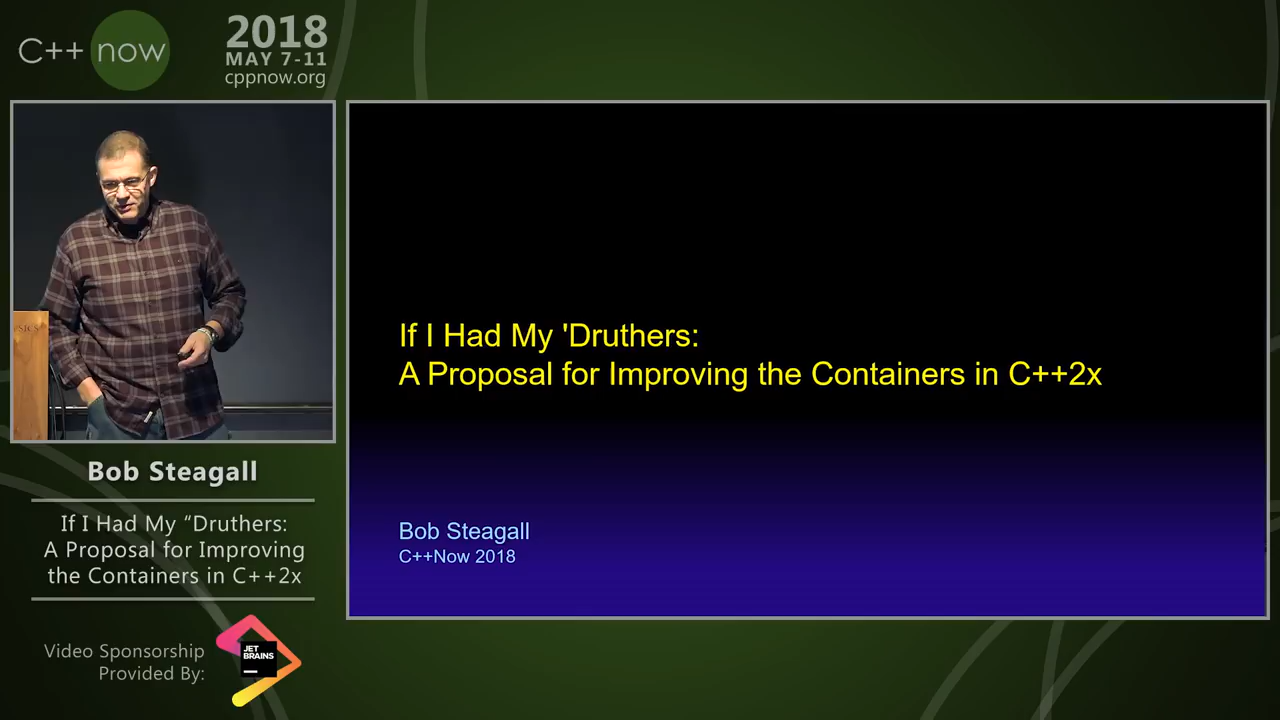 C++ now
2018
MAY 7-11
cppnow.org
If I Had My 'Druthers:
A Proposal for Improving the Containers in C++2x
Bob Steagall
C++Now 2018
Bob Steagall
If I Had My “Druthers:
A Proposal for Improving
the Containers in C++2x
Video Sponsorship
Provided By:
JET
BRAINS